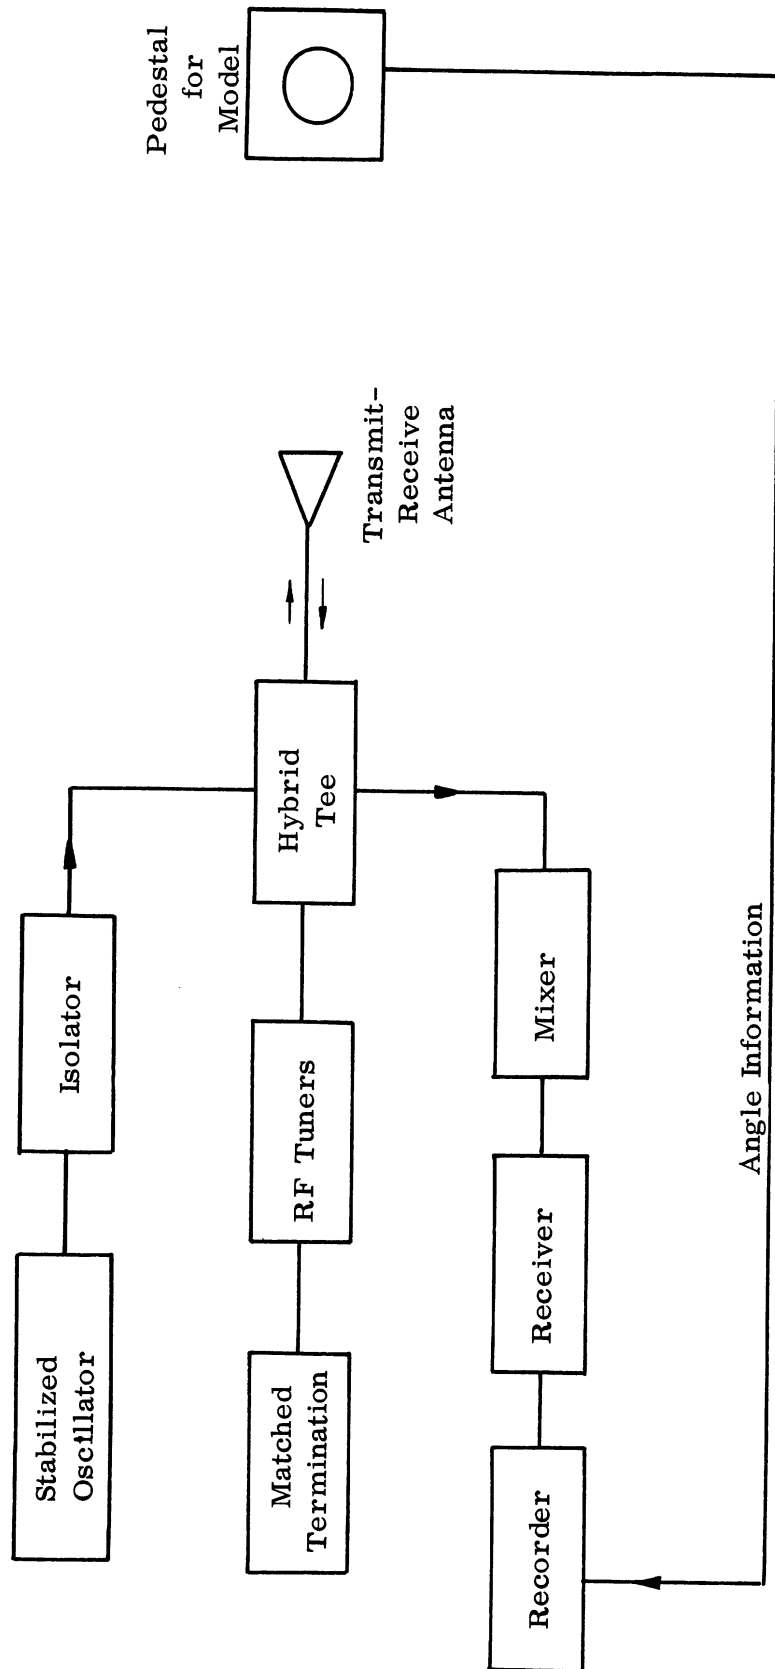 Stabilized
Oscillator
Isolator
Matched
Termination
RF Tuners
Hybrid
Tee
Transmit-
Receive
Antenna
Pedestal
for
Model
Recorder
Receiver
Mixer
Angle Information